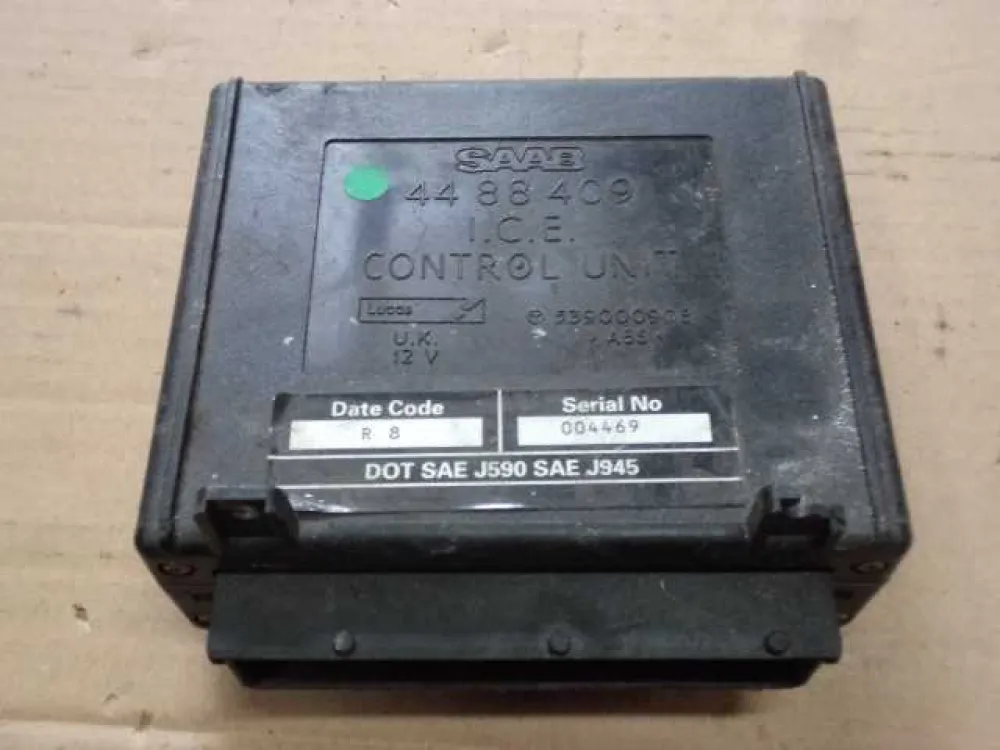 SAAB
44 88 409
I.C.E.
CONTROL UNIT
Lucas
U.K.
12 V
Date Code
R 8
Serial No
004469
DOT SAE J590 SAE J945